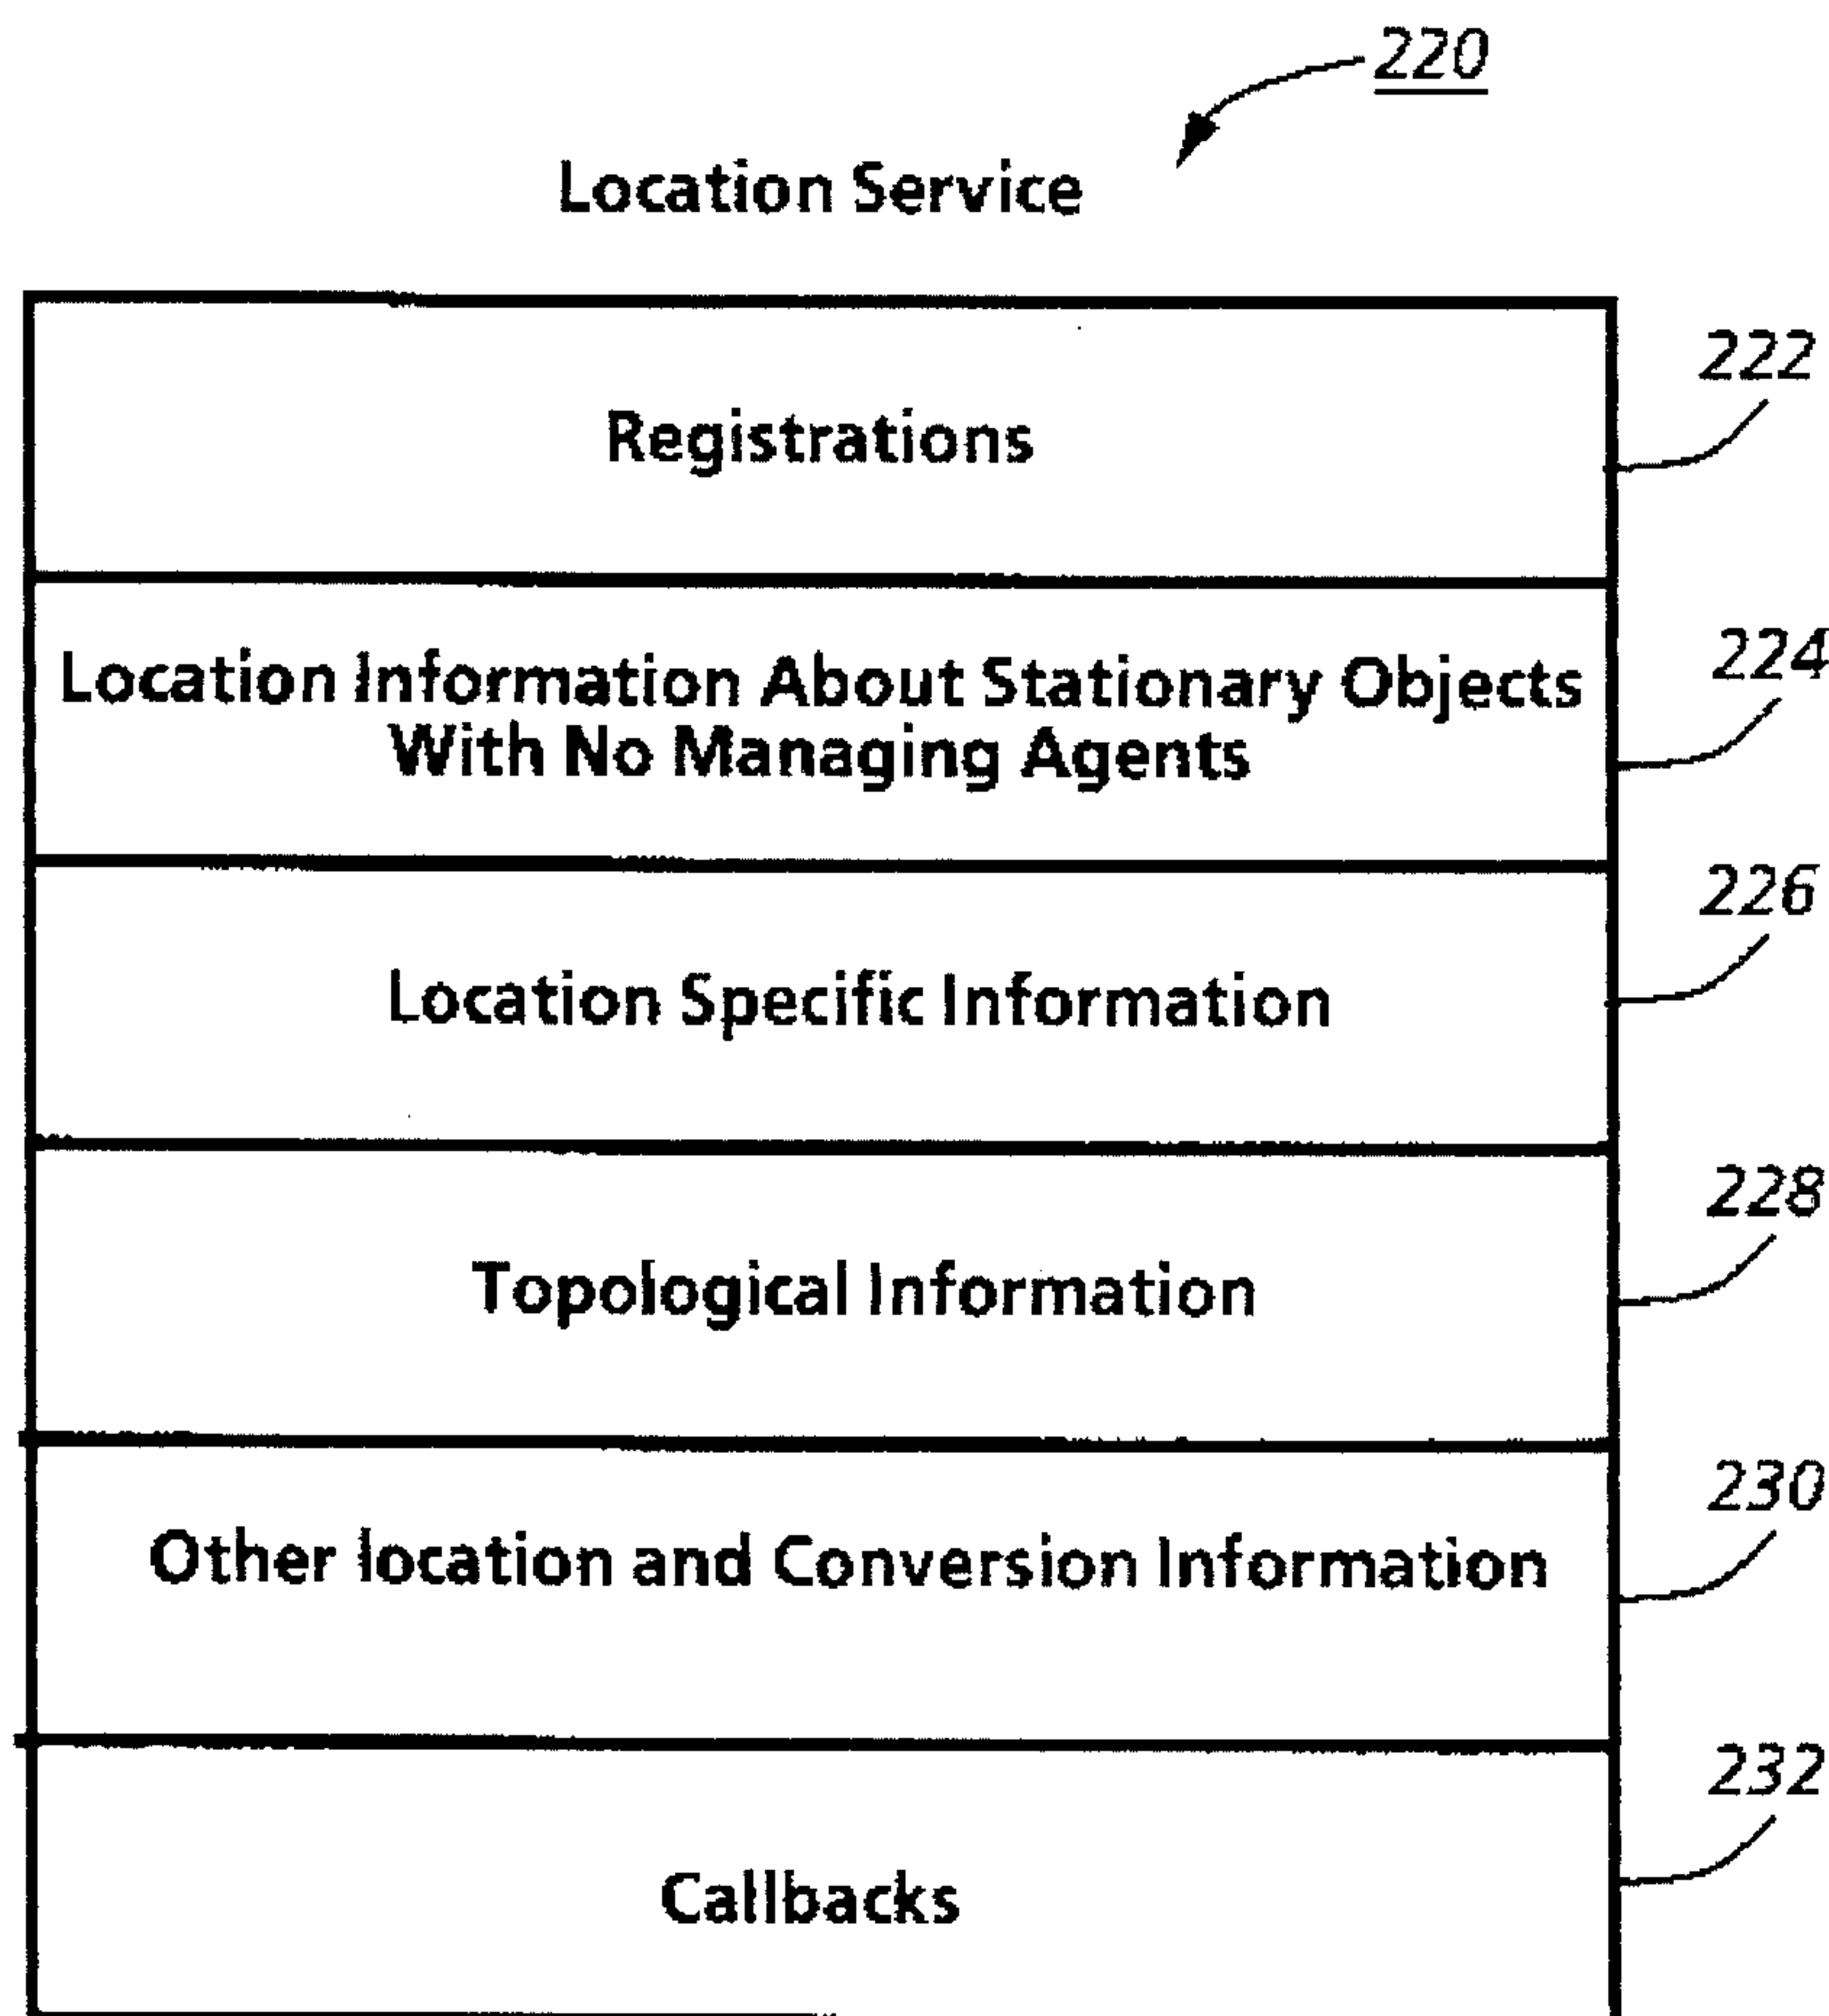 220
Location Service
Registrations
222
Location Information About Stationary Objects
With No Managing Agents
224
Location Specific Information
226
Topological Information
228
Other location and Conversion Information
230
Callbacks
232